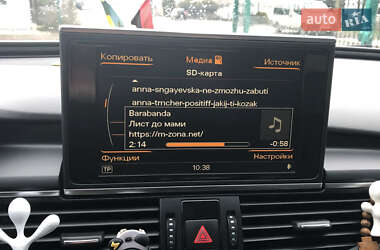 auto RIA
Копировать
Медиа
Источник
SD-карта
anna-sngayevska-ne-zmozhu-zabuti
anna-trncher-positiff-jakij-ti-kozak
Barabanda
Лист до мами
https://m-zona.net/
2:14
-0:58
Функции
Настройки
TP
10:38